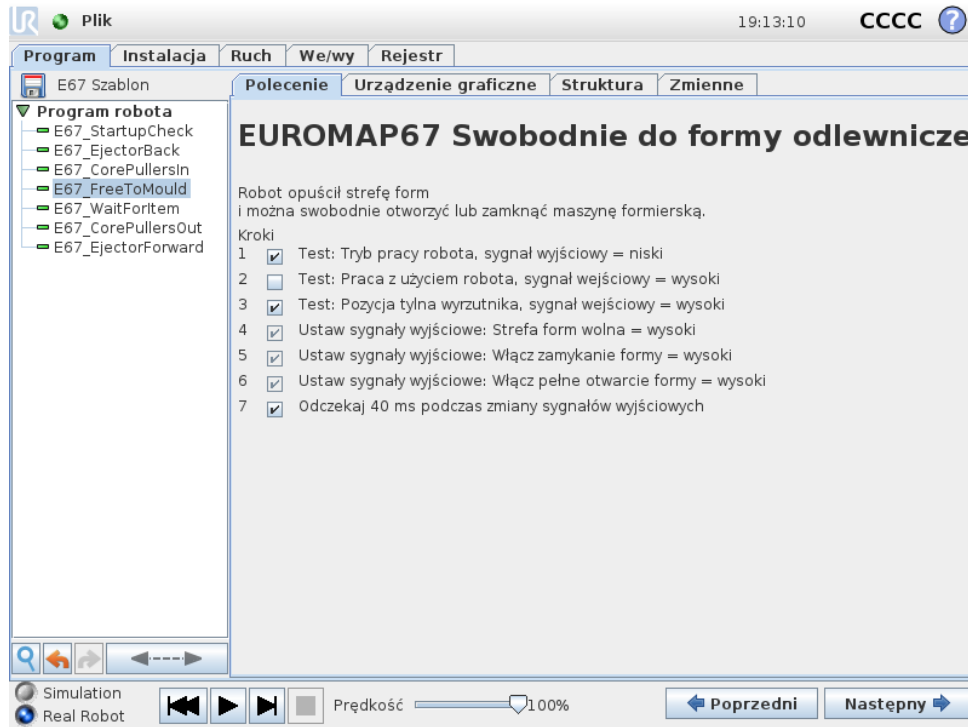 UR Plik 19:13:10 CCCC ?
Program Instalacja Ruch We/wy Rejestr
E67 Szablon
Polecenie Urządzenie graficzne Struktura Zmienne
Program robota
E67_StartupCheck
E67_EjectorBack
E67_CorePullersIn
E67_FreeToMould
E67_WaitForItem
E67_CorePullersOut
E67_EjectorForward
EUROMAP67 Swobodnie do formy odlewnicze
Robot opuścił strefę form
i można swobodnie otworzyć lub zamknąć maszynę formierską.
Kroki
1 Test: Tryb pracy robota, sygnał wyjściowy = niski
2 Test: Praca z użyciem robota, sygnał wejściowy = wysoki
3 Test: Pozycja tylna wyrzutnika, sygnał wejściowy = wysoki
4 Ustaw sygnały wyjściowe: Strefa form wolna = wysoki
5 Ustaw sygnały wyjściowe: Włącz zamykanie formy = wysoki
6 Ustaw sygnały wyjściowe: Włącz pełne otwarcie formy = wysoki
7 Odczekaj 40 ms podczas zmiany sygnałów wyjściowych
Simulation
Real Robot
Prędkość 100%
Poprzedni Następny